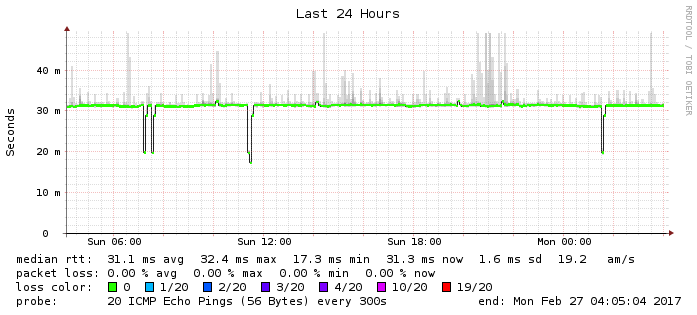 Last 24 Hours
RRDTOOL / TOBI OETIKER
Seconds
40 m
30 m
20 m
10 m
0
Sun 06:00 Sun 12:00 Sun 18:00 Mon 00:00
median rtt: 31.1 ms avg 32.4 ms max 17.3 ms min 31.3 ms now 1.6 ms sd 19.2 am/s
packet loss: 0.00 % avg 0.00 % max 0.00 % min 0.00 % now
loss color: 0 1/20 2/20 3/20 4/20 10/20 19/20
probe: 20 ICMP Echo Pings (56 Bytes) every 300s end: Mon Feb 27 04:05:04 2017